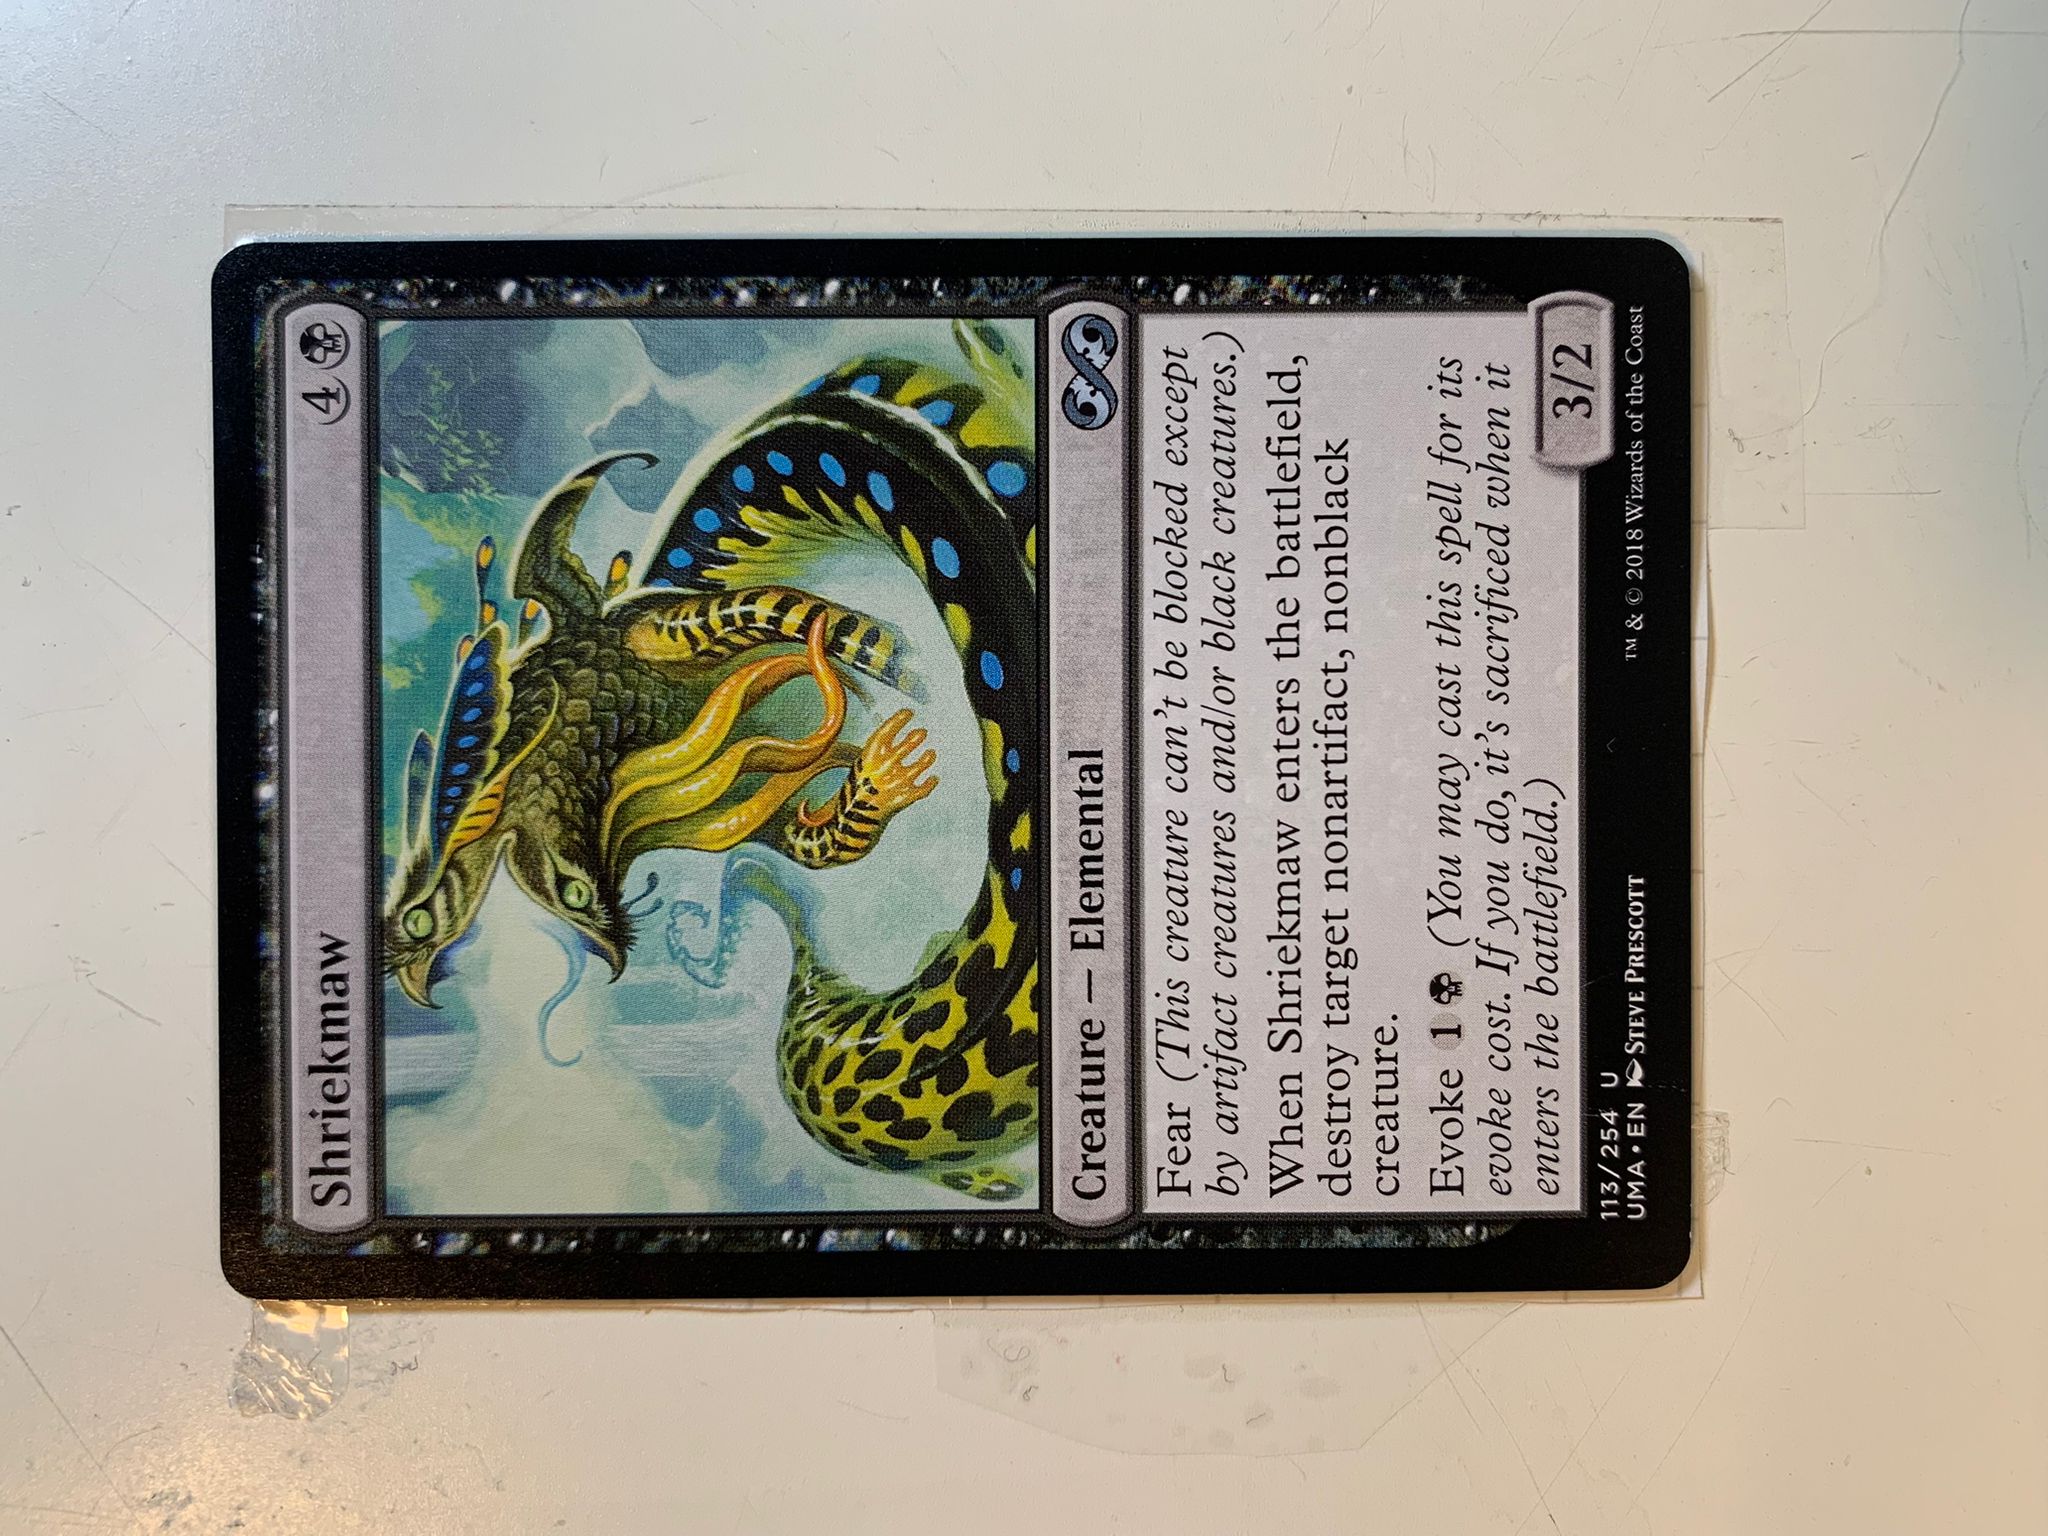 Shriekmaw 4
Creature — Elemental
Fear (This creature can't be blocked except
by artifact creatures and/or black creatures.)
When Shriekmaw enters the battlefield,
destroy target nonartifact, nonblack
creature.
Evoke 1 (You may cast this spell for its
evoke cost. If you do, it's sacrificed when it
enters the battlefield.)
3/2
113/254 U
UMA • EN STEVE PRESCOTT
™ & © 2018 Wizards of the Coast